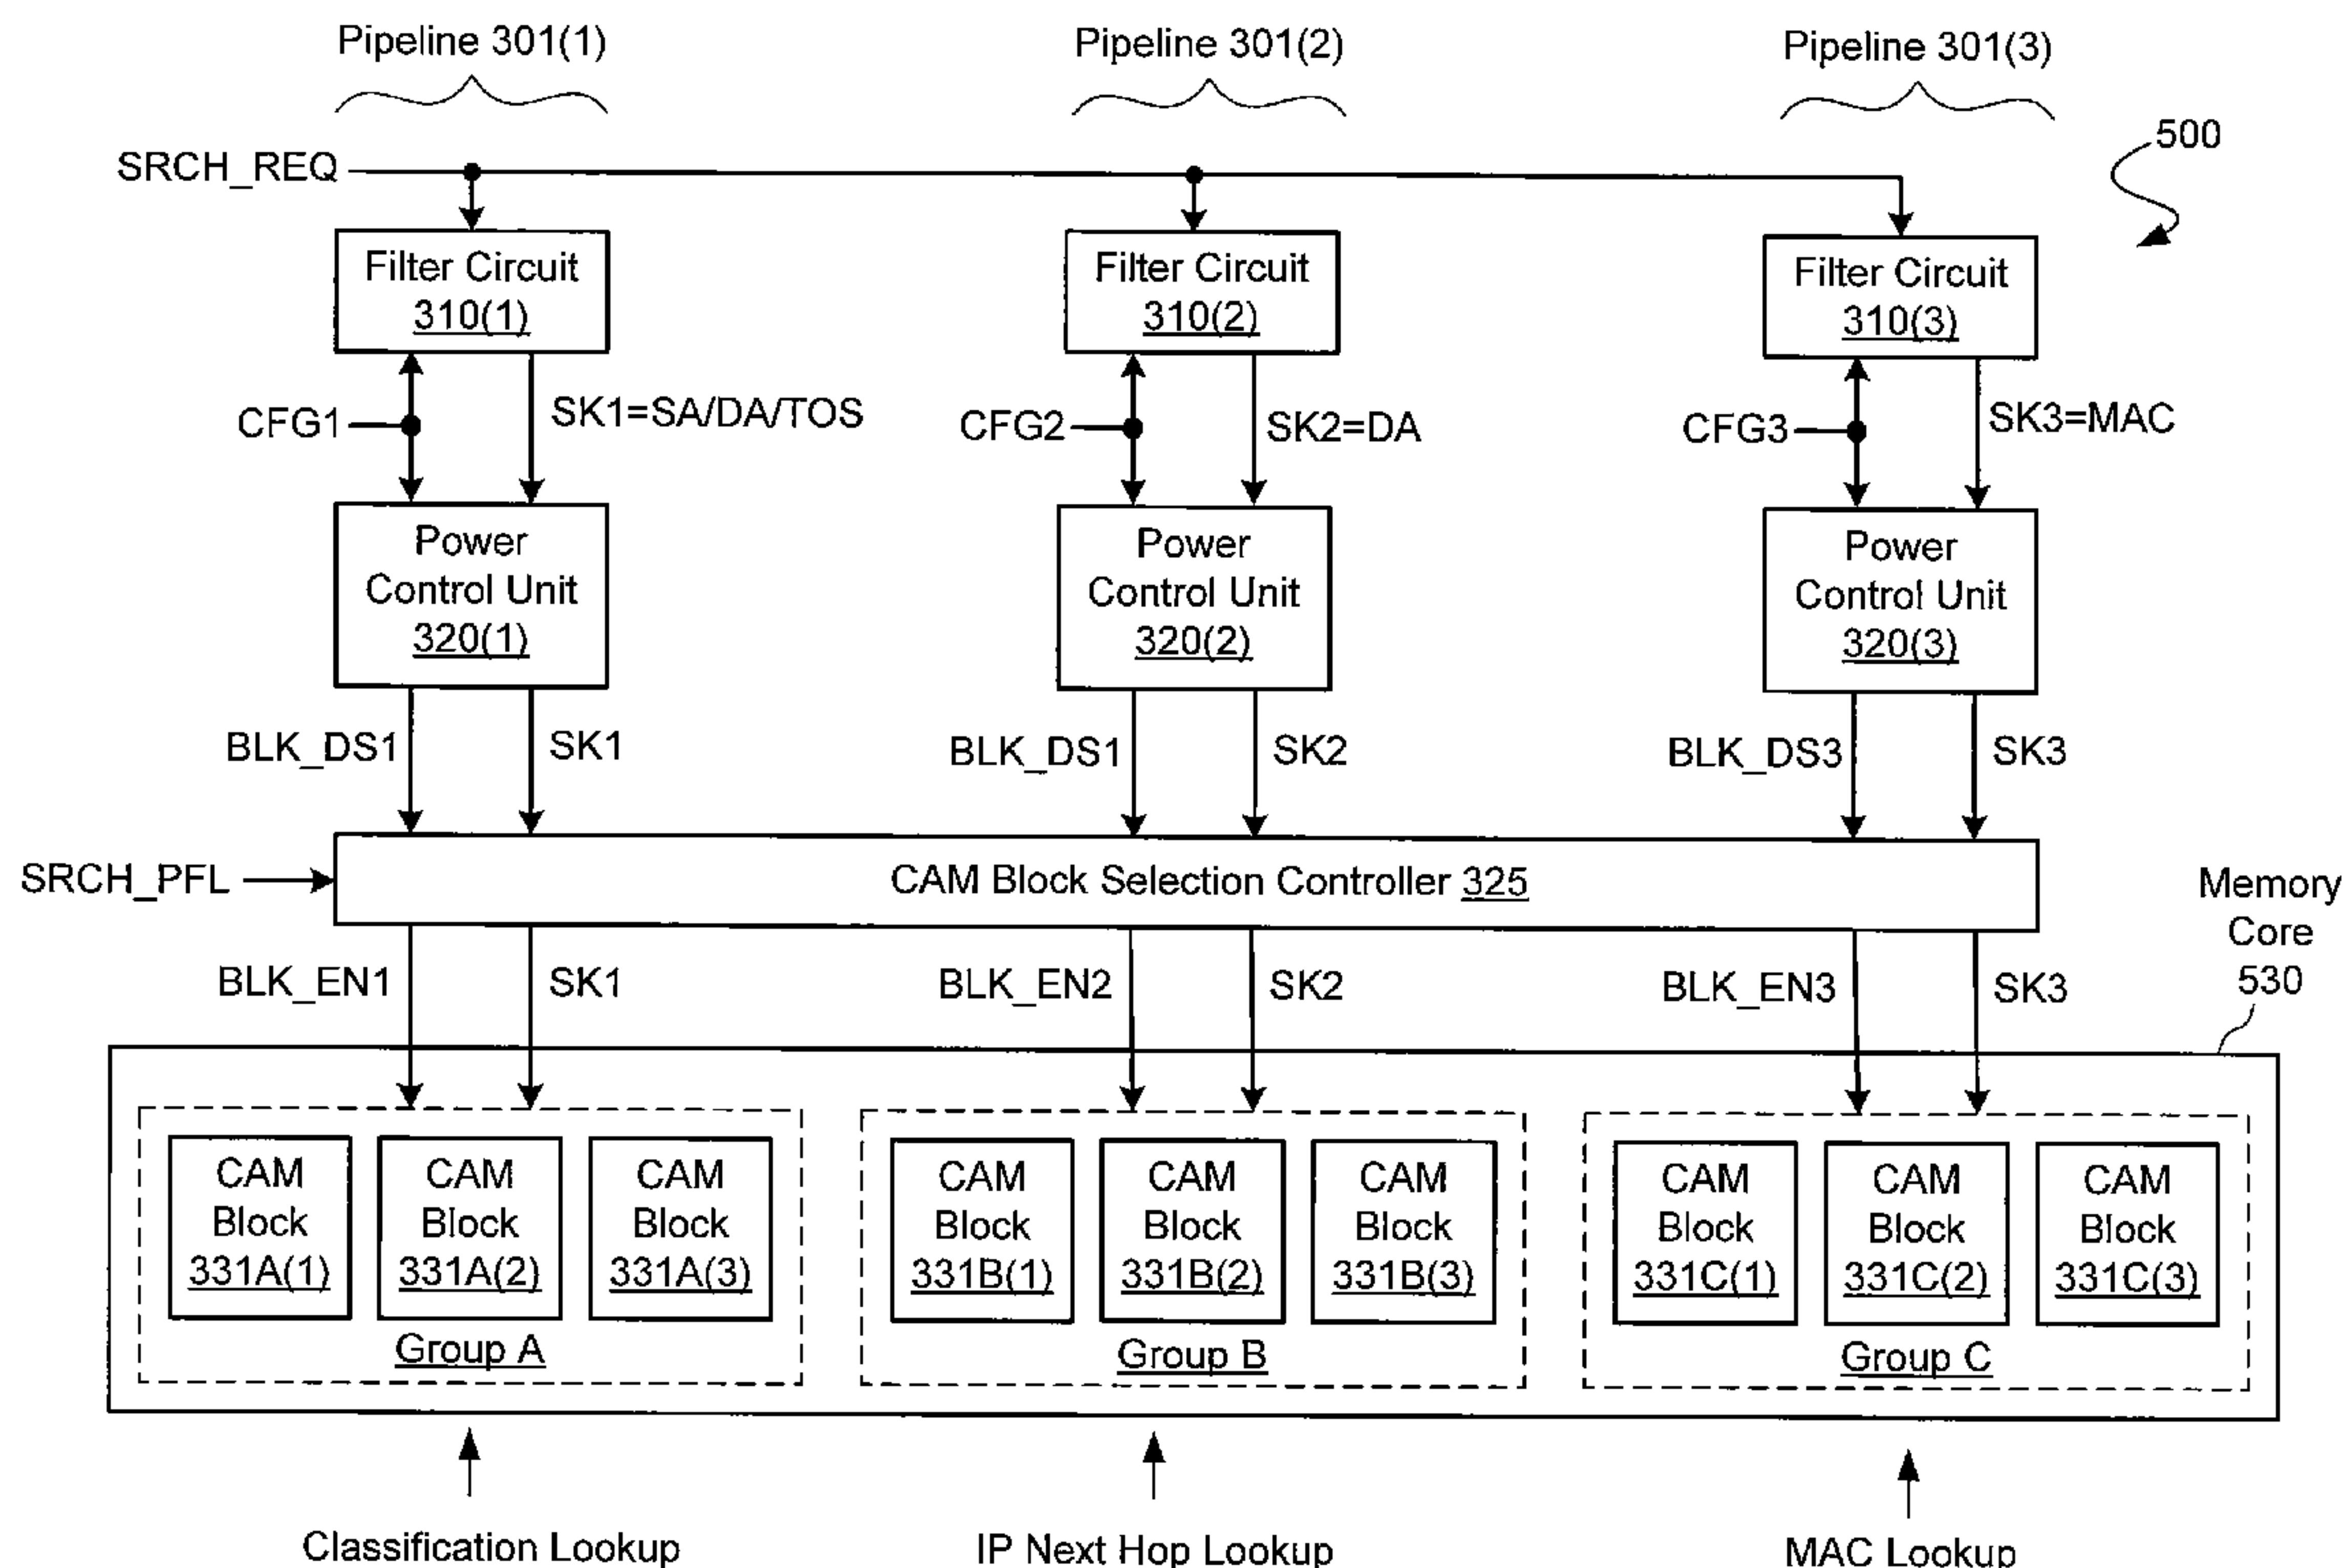 Pipeline 301(1)
Pipeline 301(2)
Pipeline 301(3)
500
SRCH_REQ
Filter Circuit
310(1)
Filter Circuit
310(2)
Filter Circuit
310(3)
CFG1
SK1=SA/DA/TOS
CFG2
SK2=DA
CFG3
SK3=MAC
Power
Control Unit
320(1)
Power
Control Unit
320(2)
Power
Control Unit
320(3)
BLK_DS1
SK1
BLK_DS1
SK2
BLK_DS3
SK3
SRCH_PFL
CAM Block Selection Controller 325
Memory
Core
530
BLK_EN1
SK1
BLK_EN2
SK2
BLK_EN3
SK3
CAM
Block
331A(1)
CAM
Block
331A(2)
CAM
Block
331A(3)
Group A
CAM
Block
331B(1)
CAM
Block
331B(2)
CAM
Block
331B(3)
Group B
CAM
Block
331C(1)
CAM
Block
331C(2)
CAM
Block
331C(3)
Group C
Classification Lookup
IP Next Hop Lookup
MAC Lookup